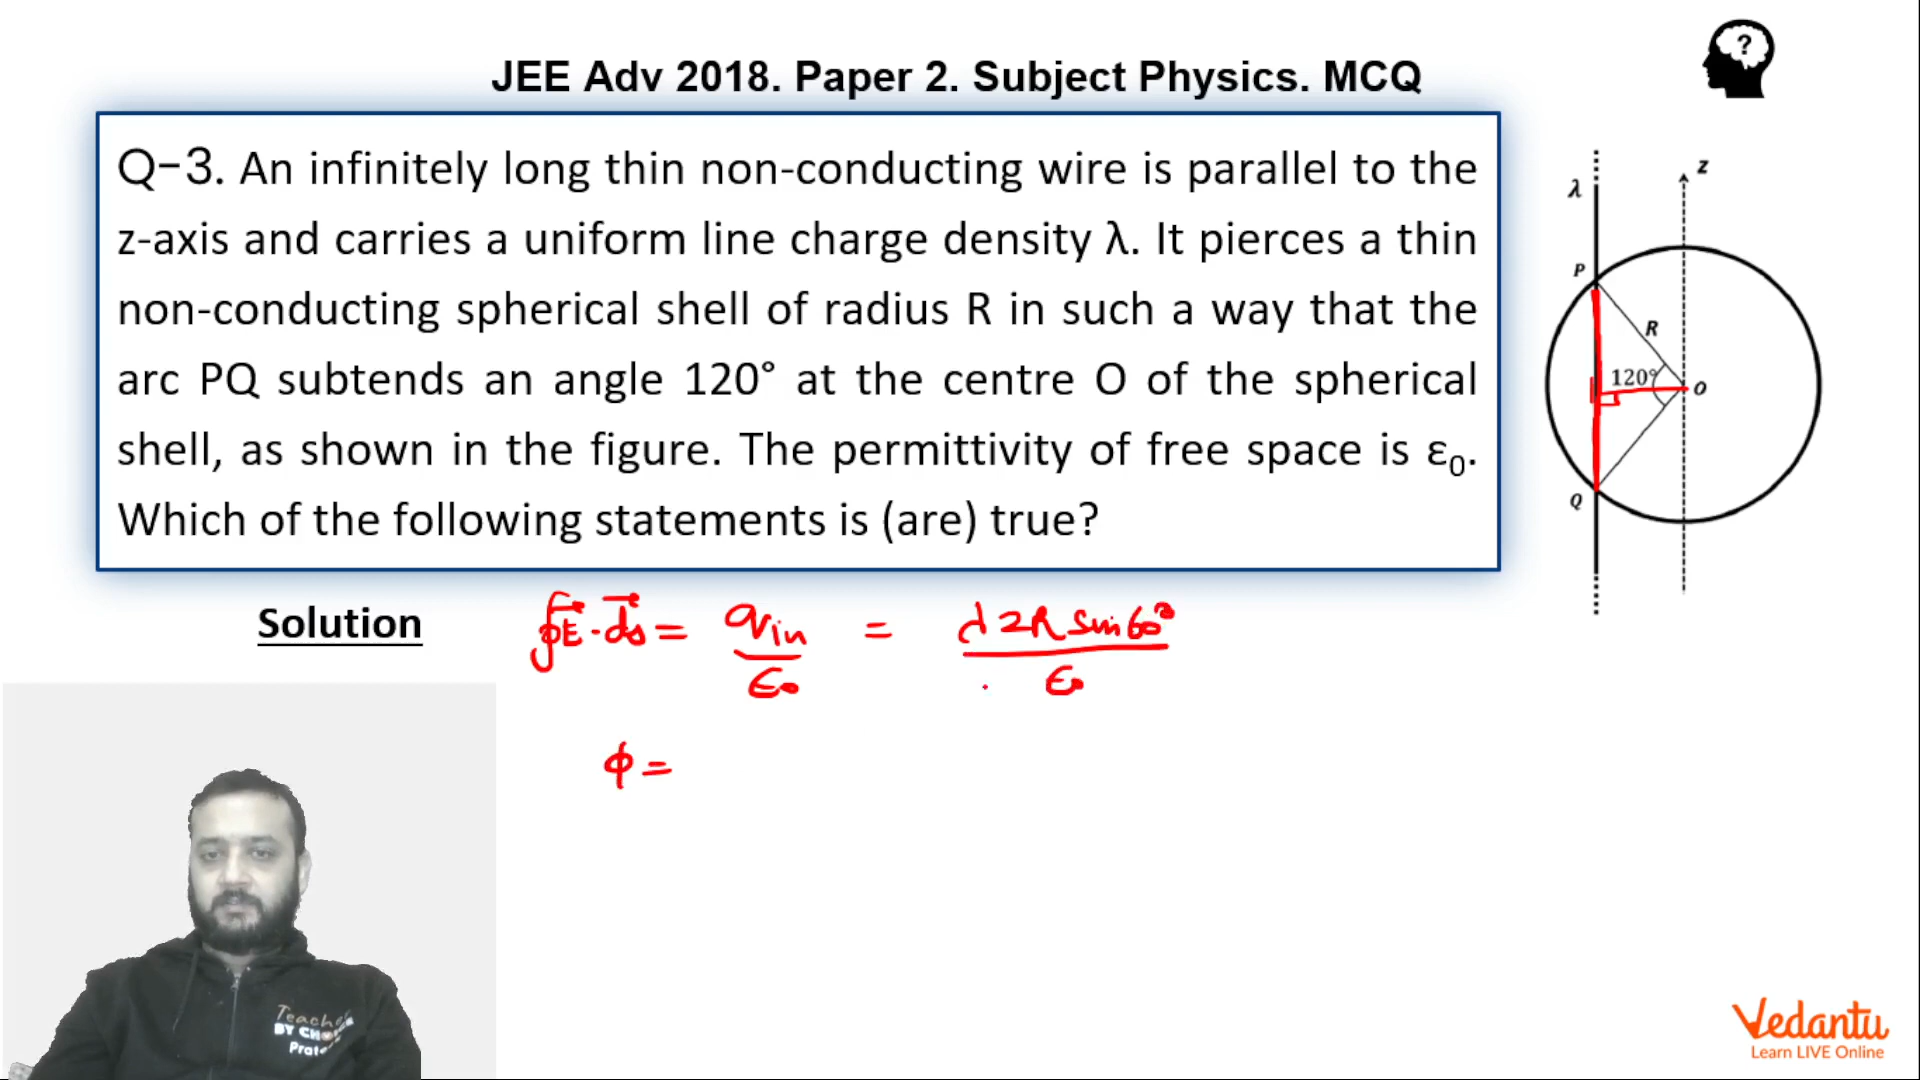 JEE Adv 2018. Paper 2. Subject Physics. MCQ
?
Q−3. An infinitely long thin non-conducting wire is parallel to the
z-axis and carries a uniform line charge density λ. It pierces a thin
non-conducting spherical shell of radius R in such a way that the
arc PQ subtends an angle 120° at the centre O of the spherical
shell, as shown in the figure. The permittivity of free space is ε₀.
Which of the following statements is (are) true?
z
λ
P
R
120°
O
Q
Solution
∮E⃗·ds⃗ = q_in/ε₀ = λ2R sin60°/ε₀
ϕ =
Teacher
BY CHOICE
Vedantu
Learn LIVE Online